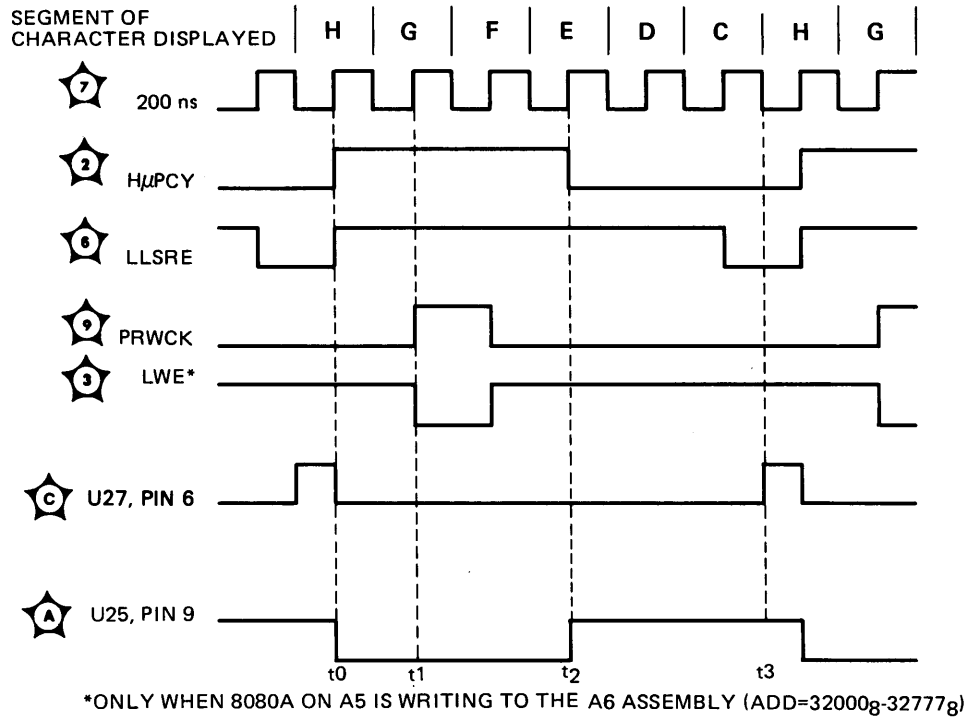 SEGMENT OF
CHARACTER DISPLAYED H G F E D C H G
7
200 ns
2
HμPCY
6
LLSRE
9
PRWCK
3
LWE*
C U27, PIN 6
A U25, PIN 9
t0 t1 t2 t3
*ONLY WHEN 8080A ON A5 IS WRITING TO THE A6 ASSEMBLY (ADD=32000₈-32777₈)